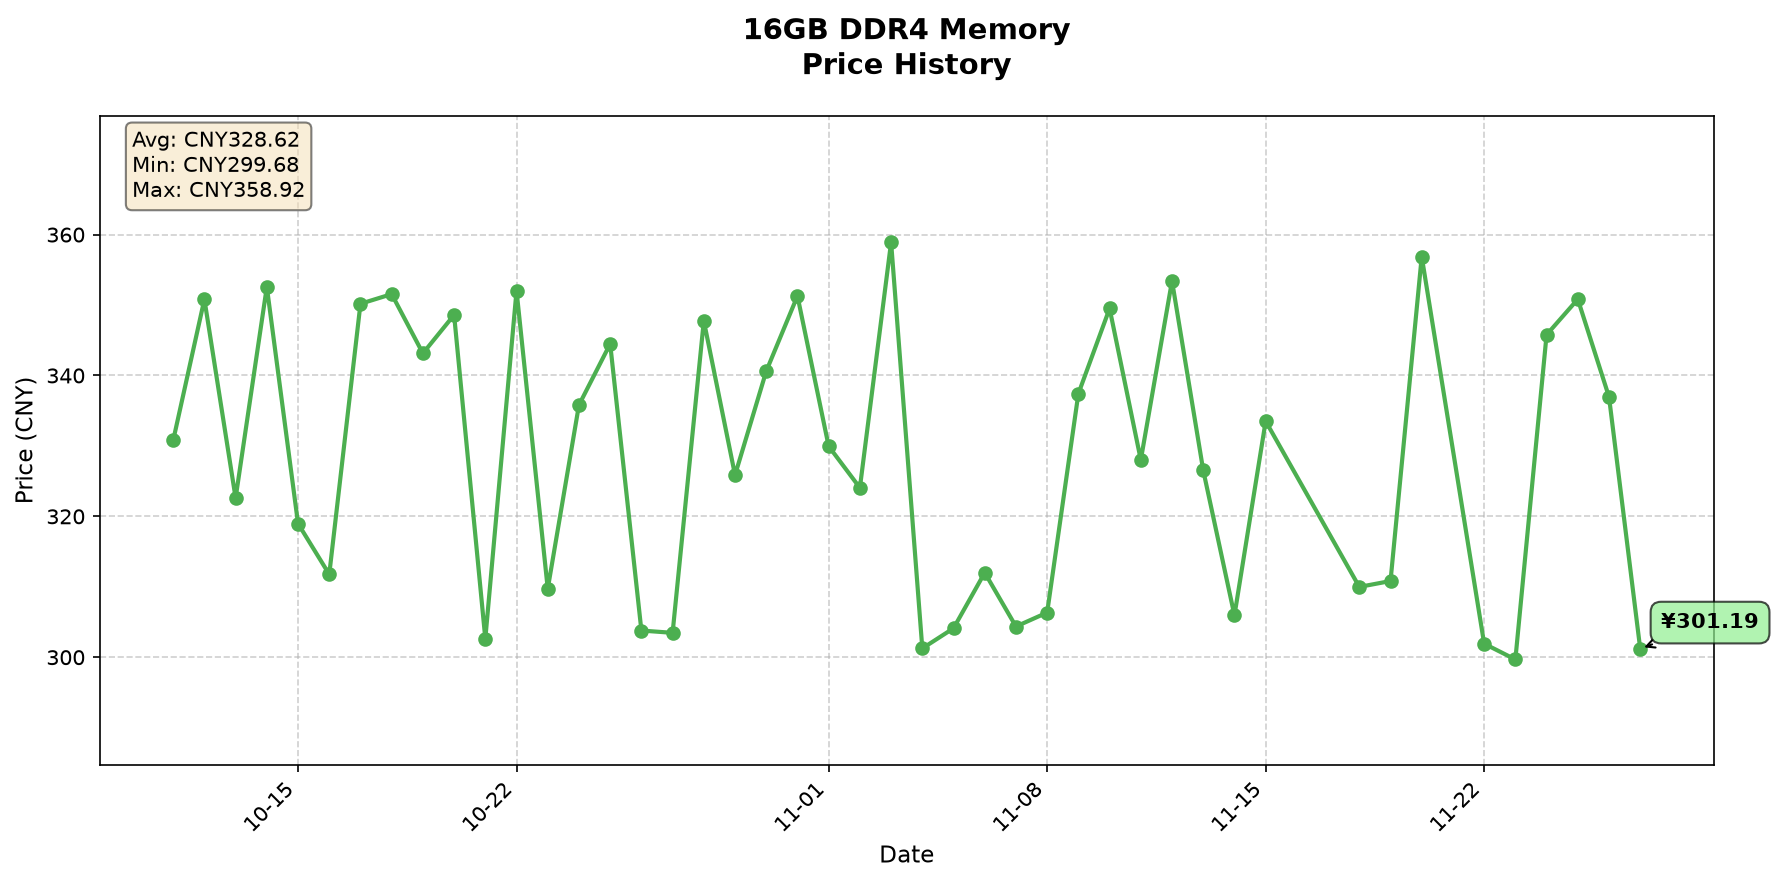 16GB DDR4 Memory
Price History
Avg: CNY328.62
Min: CNY299.68
Max: CNY358.92
360
340
320
300
Price (CNY)
¥301.19
10-15
10-22
11-01
11-08
11-15
11-22
Date